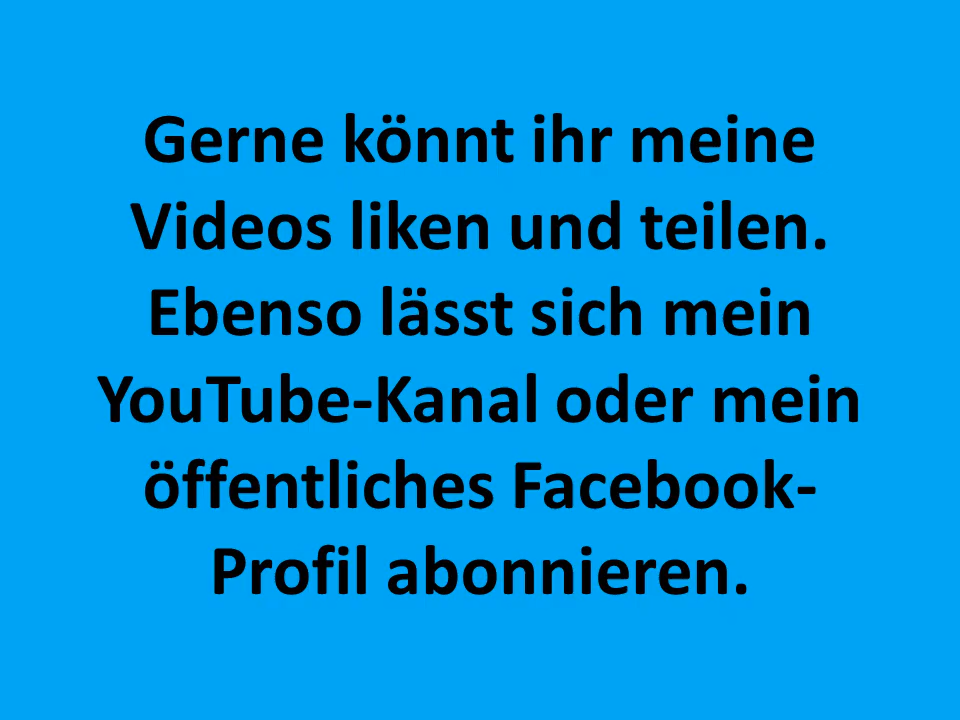 Gerne könnt ihr meine
Videos liken und teilen.
Ebenso lässt sich mein
YouTube-Kanal oder mein
öffentliches Facebook-
Profil abonnieren.